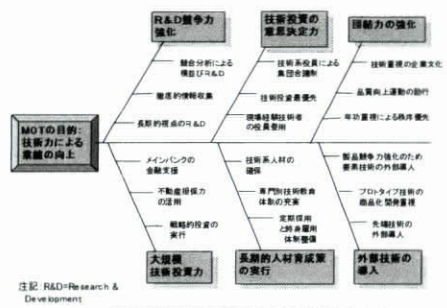 R&D競争力
強化
技術投資の
意思決定力
団結力の強化
競合分析による
横並びR&D
技術系役員による
集団合議制
技術重視の企業文化
徹底的情報収集
技術投資最優先
品質向上運動の励行
長期的視点のR&D
現場経験技術者
の役員登用
年功重視による秩序優先
MOTの目的:
技術力による
業績の向上
メインバンクの
金融支援
技術系人材の
確保
製品競争力強化のため
要素技術の外部導入
不動産担保力
の活用
専門別技術教育
体制の充実
プロトタイプ技術の
商品化開発重視
戦略的投資の
実行
定期採用
と終身雇用
体制整備
先端技術の
外部導入
大規模
技術投資力
長期的人材育成策
の実行
外部技術の
導入
注記:R&D=Research &
Development